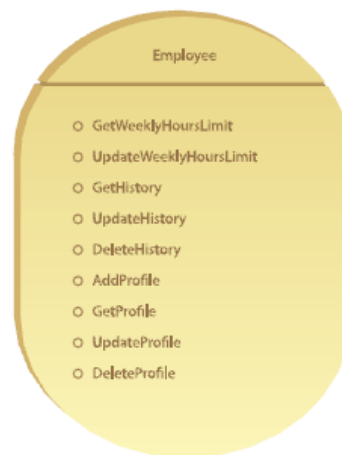 Employee
GetWeeklyHoursLimit
UpdateWeeklyHoursLimit
GetHistory
UpdateHistory
DeleteHistory
AddProfile
GetProfile
UpdateProfile
DeleteProfile